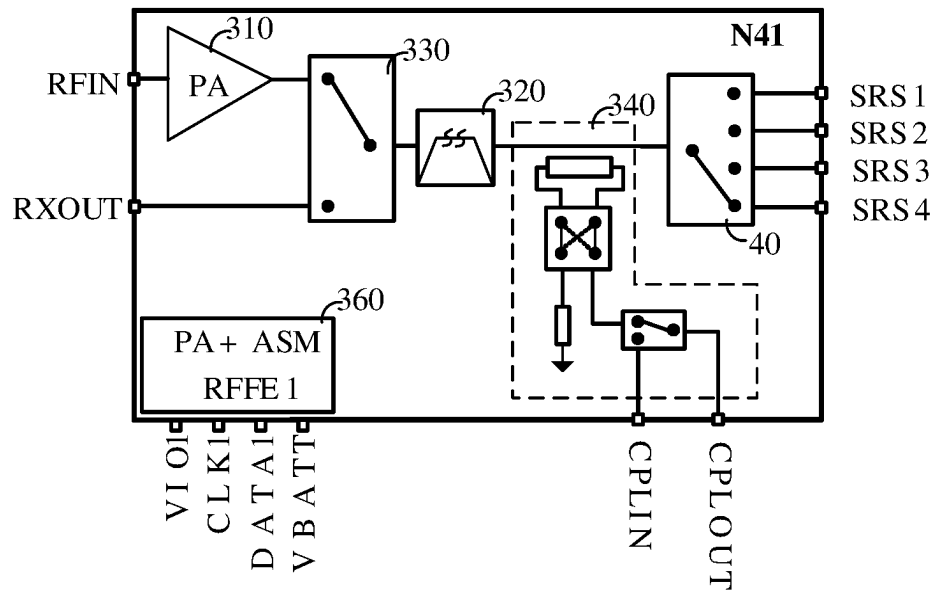 310
N41
RFIN
PA
330
320
340
SRS 1
SRS 2
SRS 3
SRS 4
RXOUT
40
360
PA + ASM
RFFE 1
VIO1
CLK1
DATA1
VBATT
CPLIN
CPLOUT